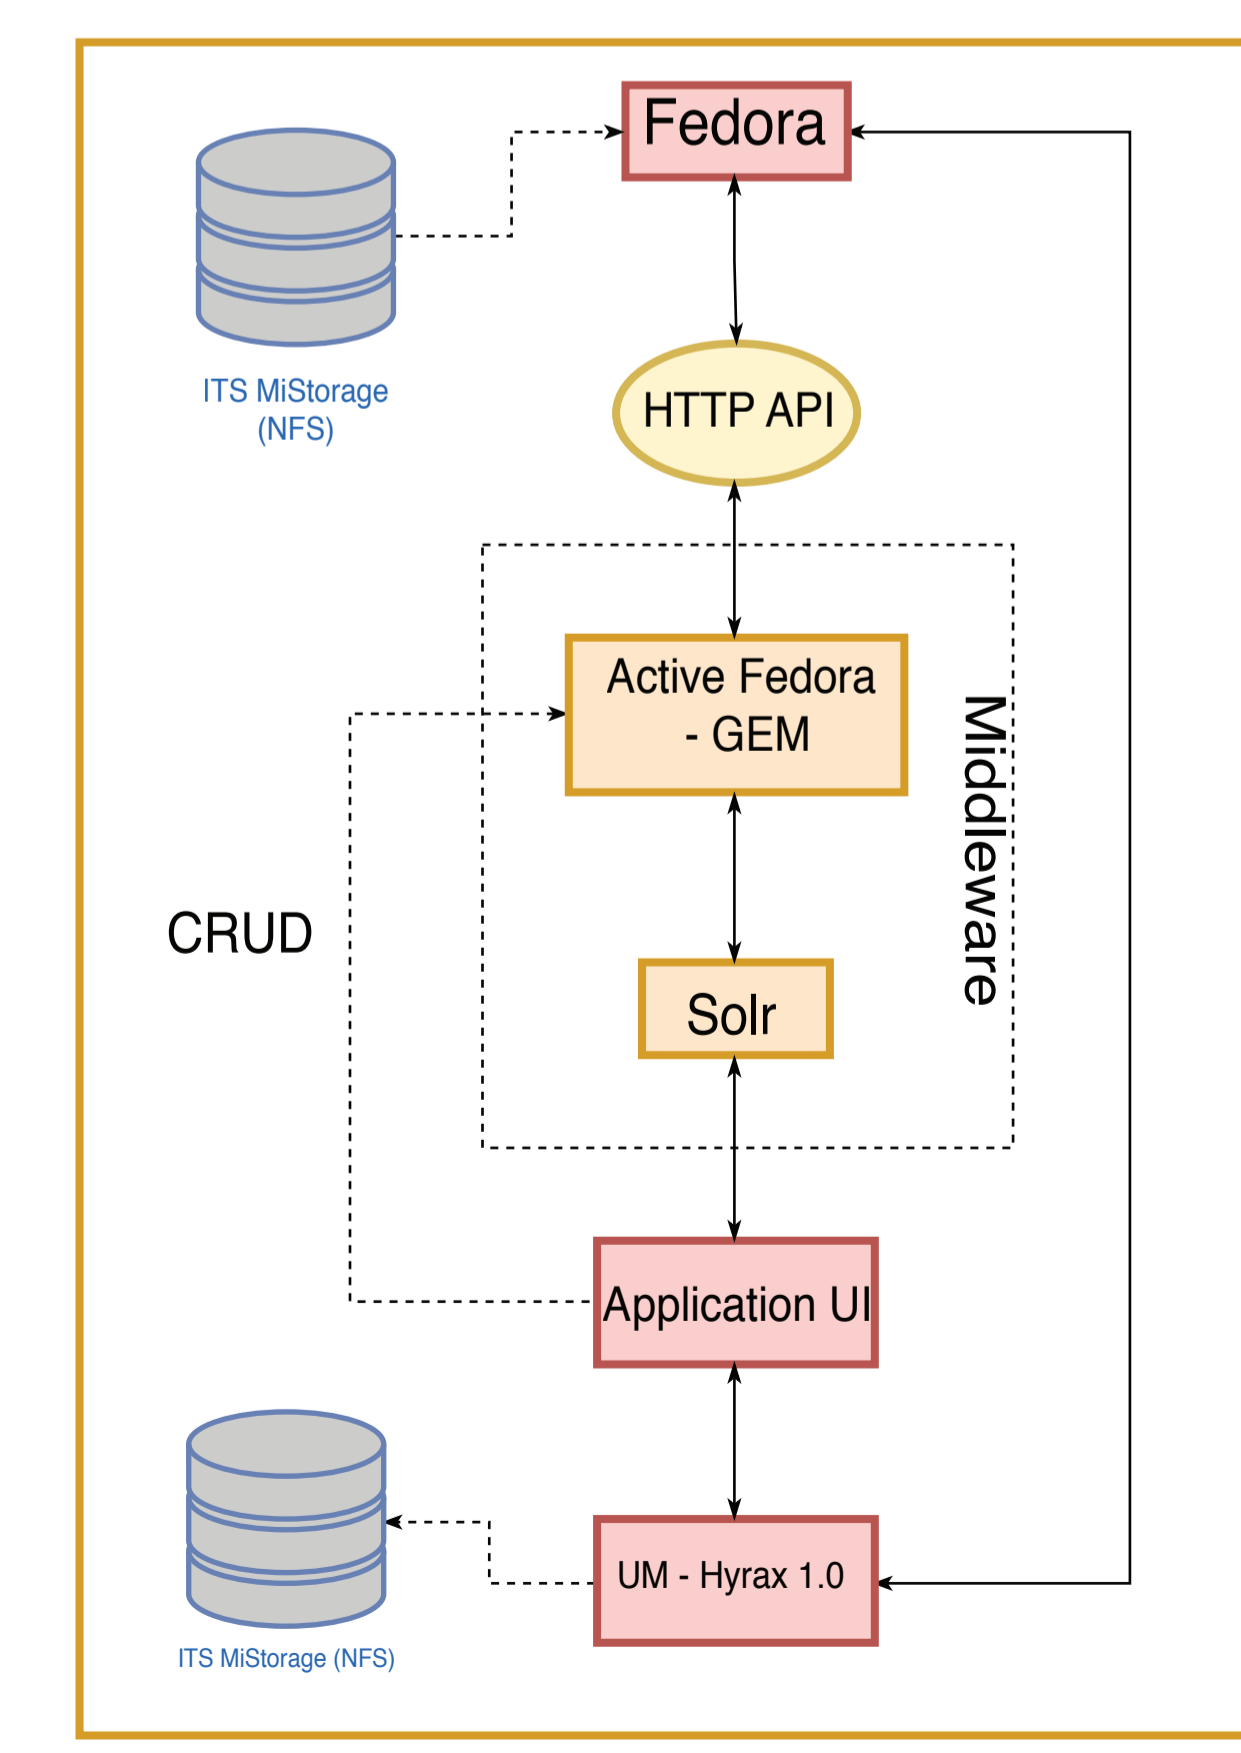 Fedora
ITS MiStorage
(NFS)
HTTP API
Active Fedora
- GEM
Middleware
CRUD
Solr
Application UI
UM - Hyrax 1.0
ITS MiStorage (NFS)